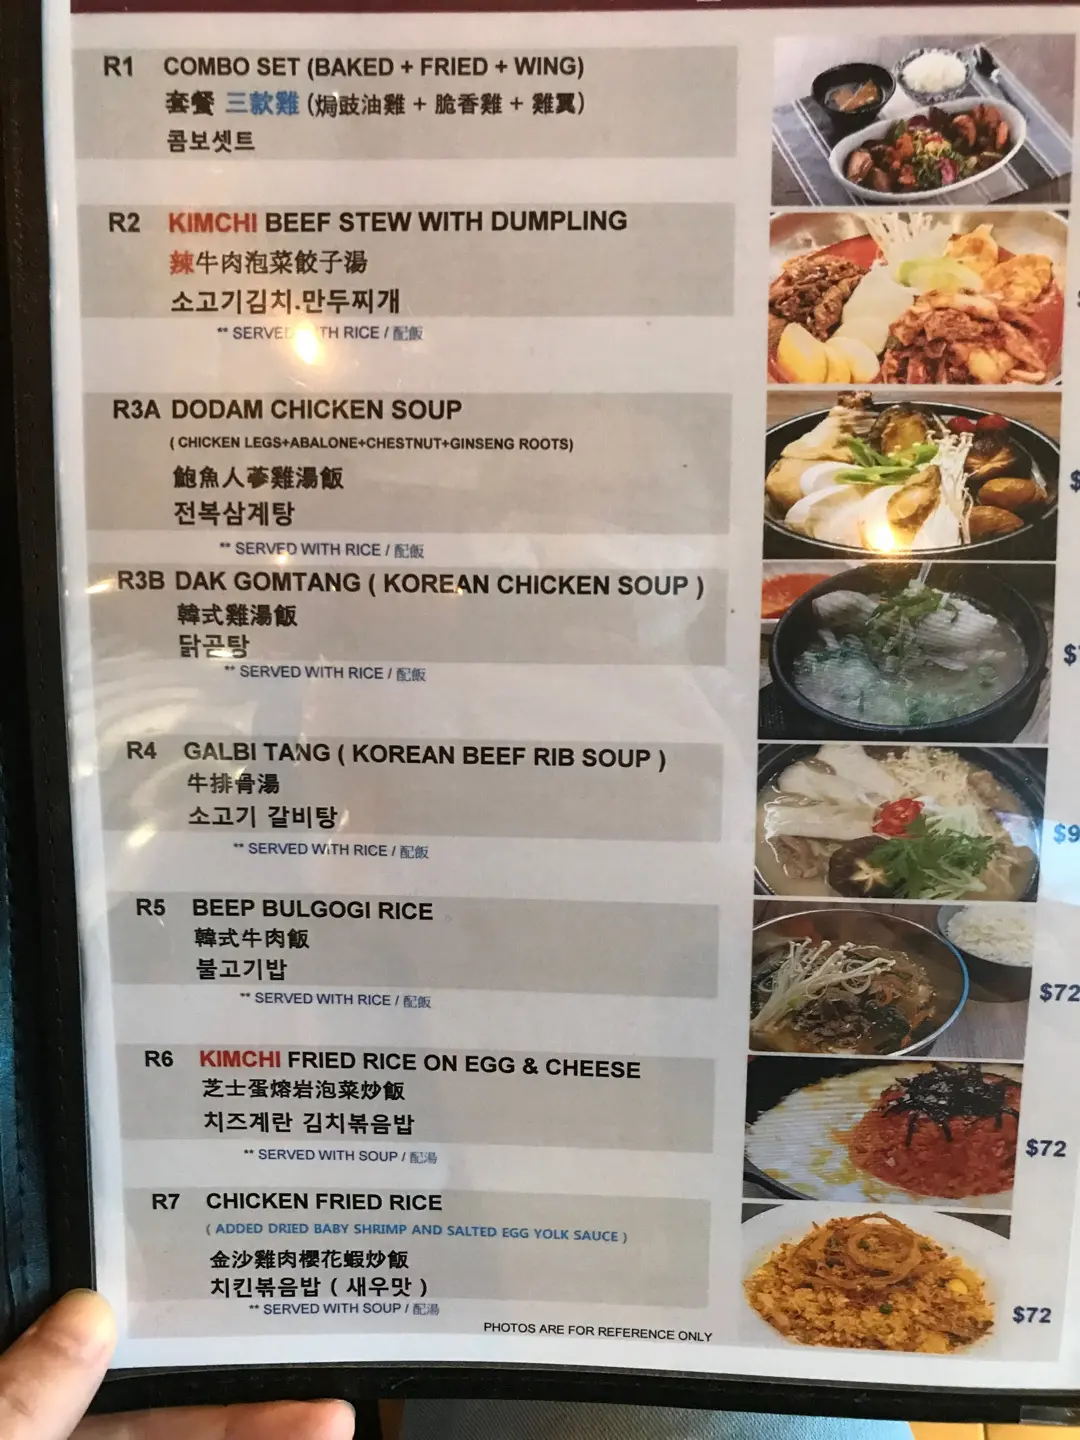 R1 COMBO SET (BAKED + FRIED + WING)
套餐 三款雞 (焗豉油雞 + 脆香雞 + 雞翼)
콤보셋트
R2 KIMCHI BEEF STEW WITH DUMPLING
辣牛肉泡菜餃子湯
소고기김치.만두찌개
** SERVED WITH RICE / 配飯
R3A DODAM CHICKEN SOUP
( CHICKEN LEGS+ABALONE+CHESTNUT+GINSENG ROOTS)
鮑魚人蔘雞湯飯
전복삼계탕
** SERVED WITH RICE / 配飯
R3B DAK GOMTANG ( KOREAN CHICKEN SOUP )
韓式雞湯飯
닭곰탕
** SERVED WITH RICE / 配飯
R4 GALBI TANG ( KOREAN BEEF RIB SOUP )
牛排骨湯
소고기 갈비탕
$9
** SERVED WITH RICE / 配飯
R5 BEEP BULGOGI RICE
韓式牛肉飯
불고기밥
$72
** SERVED WITH RICE / 配飯
R6 KIMCHI FRIED RICE ON EGG & CHEESE
芝士蛋熔岩泡菜炒飯
치즈계란 김치볶음밥
$72
** SERVED WITH SOUP / 配湯
R7 CHICKEN FRIED RICE
( ADDED DRIED BABY SHRIMP AND SALTED EGG YOLK SAUCE )
金沙雞肉櫻花蝦炒飯
치킨볶음밥 ( 새우맛 )
$72
** SERVED WITH SOUP / 配湯
PHOTOS ARE FOR REFERENCE ONLY